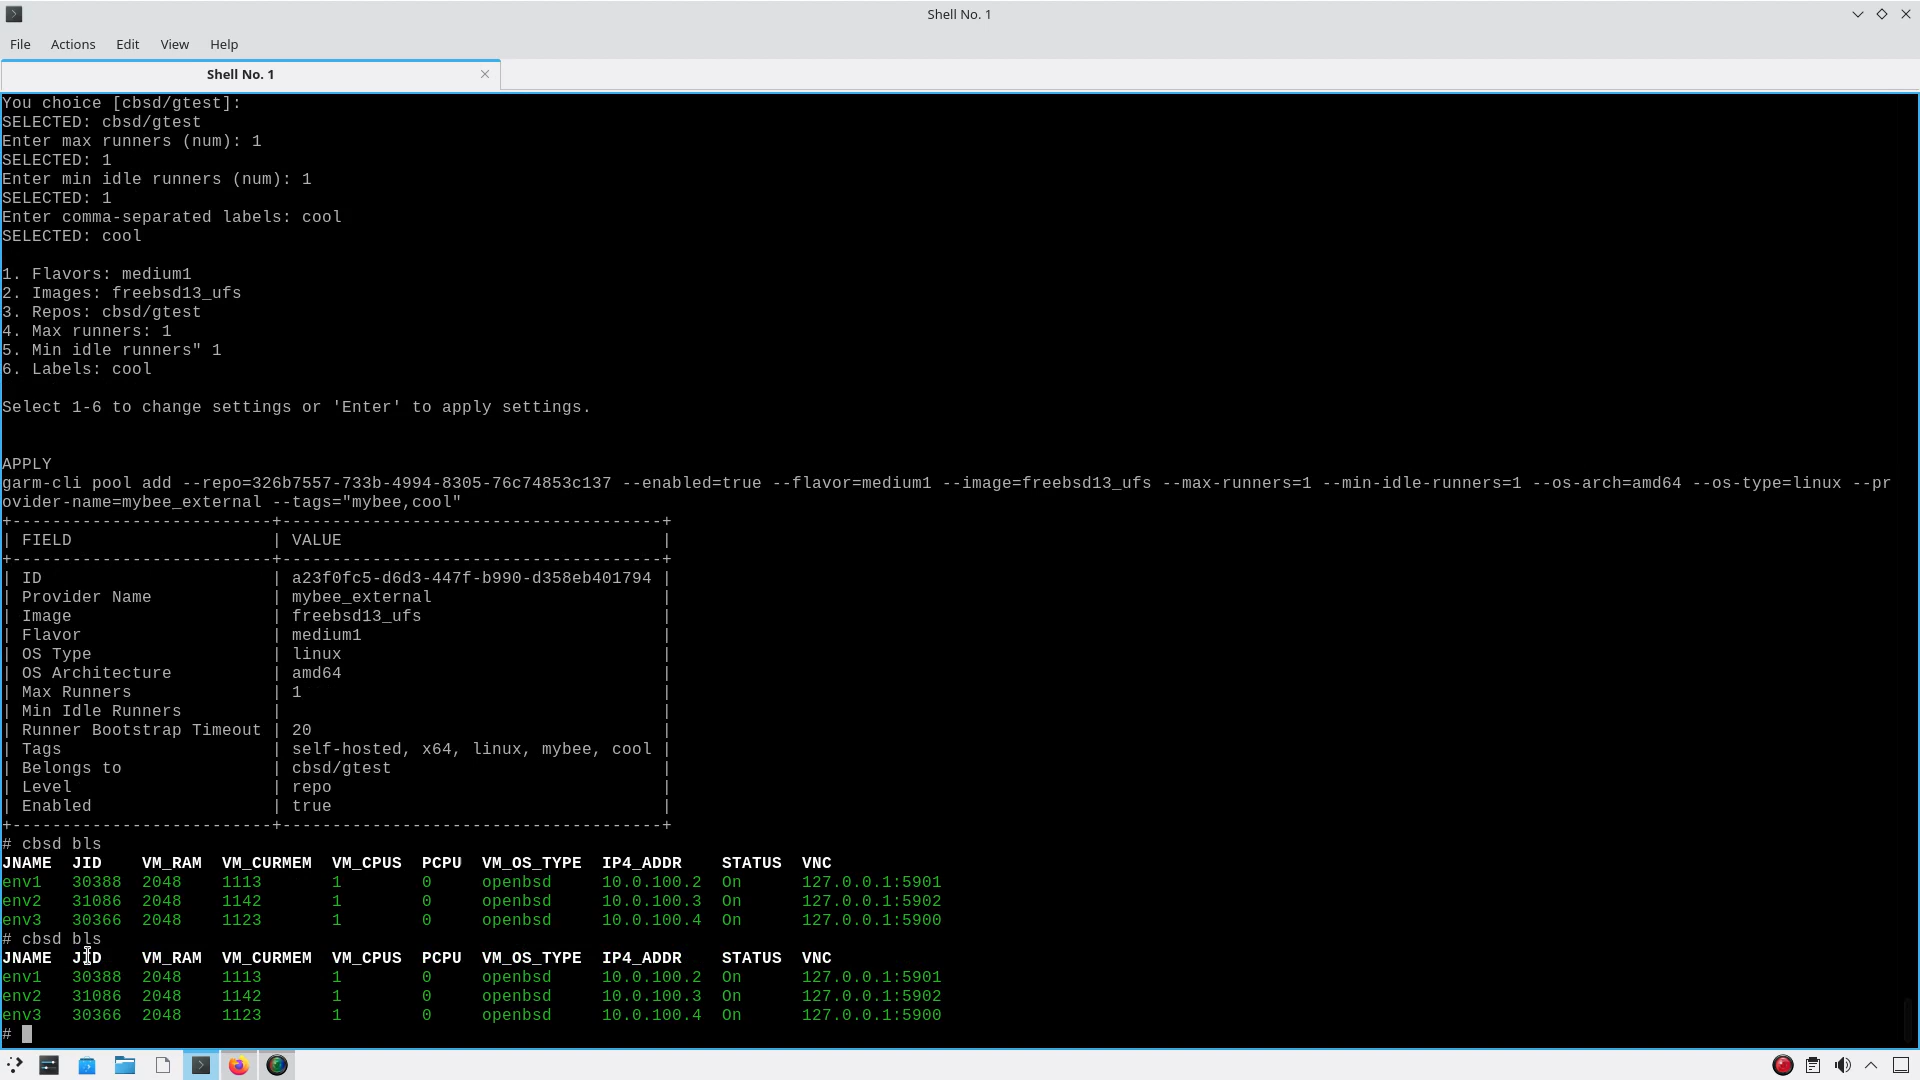 Shell No. 1
File Actions Edit View Help
Shell No. 1
You choice [cbsd/gtest]:
SELECTED: cbsd/gtest
Enter max runners (num): 1
SELECTED: 1
Enter min idle runners (num): 1
SELECTED: 1
Enter comma-separated labels: cool
SELECTED: cool
1. Flavors: medium1
2. Images: freebsd13_ufs
3. Repos: cbsd/gtest
4. Max runners: 1
5. Min idle runners" 1
6. Labels: cool
Select 1-6 to change settings or 'Enter' to apply settings.
APPLY
garm-cli pool add --repo=326b7557-733b-4994-8305-76c74853c137 --enabled=true --flavor=medium1 --image=freebsd13_ufs --max-runners=1 --min-idle-runners=1 --os-arch=amd64 --os-type=linux --pr
ovider-name=mybee_external --tags="mybee,cool"
+--------------------------+--------------------------------------+
| FIELD                    | VALUE                                |
+--------------------------+--------------------------------------+
| ID                       | a23f0fc5-d6d3-447f-b990-d358eb401794 |
| Provider Name            | mybee_external                       |
| Image                    | freebsd13_ufs                        |
| Flavor                   | medium1                              |
| OS Type                  | linux                                |
| OS Architecture          | amd64                                |
| Max Runners              | 1                                    |
| Min Idle Runners         |                                      |
| Runner Bootstrap Timeout | 20                                   |
| Tags                     | self-hosted, x64, linux, mybee, cool |
| Belongs to               | cbsd/gtest                           |
| Level                    | repo                                 |
| Enabled                  | true                                 |
+--------------------------+--------------------------------------+
# cbsd bls
JNAME  JID    VM_RAM  VM_CURMEM  VM_CPUS  PCPU  VM_OS_TYPE  IP4_ADDR    STATUS  VNC
env1   30388  2048    1113       1        0     openbsd     10.0.100.2  On      127.0.0.1:5901
env2   31086  2048    1142       1        0     openbsd     10.0.100.3  On      127.0.0.1:5902
env3   30366  2048    1123       1        0     openbsd     10.0.100.4  On      127.0.0.1:5900
# cbsd bls
JNAME  JID    VM_RAM  VM_CURMEM  VM_CPUS  PCPU  VM_OS_TYPE  IP4_ADDR    STATUS  VNC
env1   30388  2048    1113       1        0     openbsd     10.0.100.2  On      127.0.0.1:5901
env2   31086  2048    1142       1        0     openbsd     10.0.100.3  On      127.0.0.1:5902
env3   30366  2048    1123       1        0     openbsd     10.0.100.4  On      127.0.0.1:5900
#